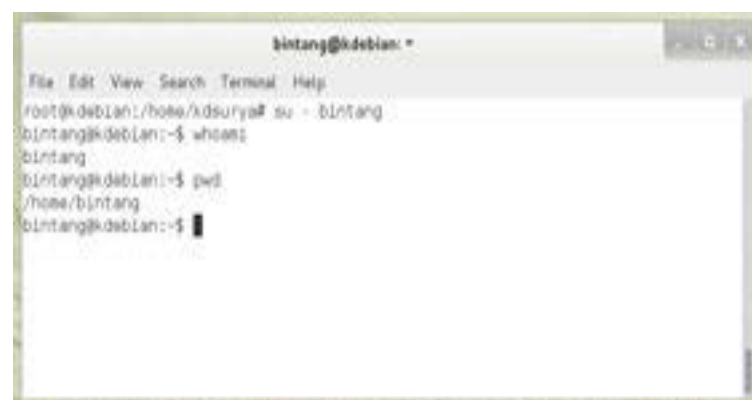 bintang@kdebian: ~
File Edit View Search Terminal Help
root@kdebian:/home/kdsurya# su - bintang
bintang@kdebian:~$ whoami
bintang
bintang@kdebian:~$ pwd
/home/bintang
bintang@kdebian:~$